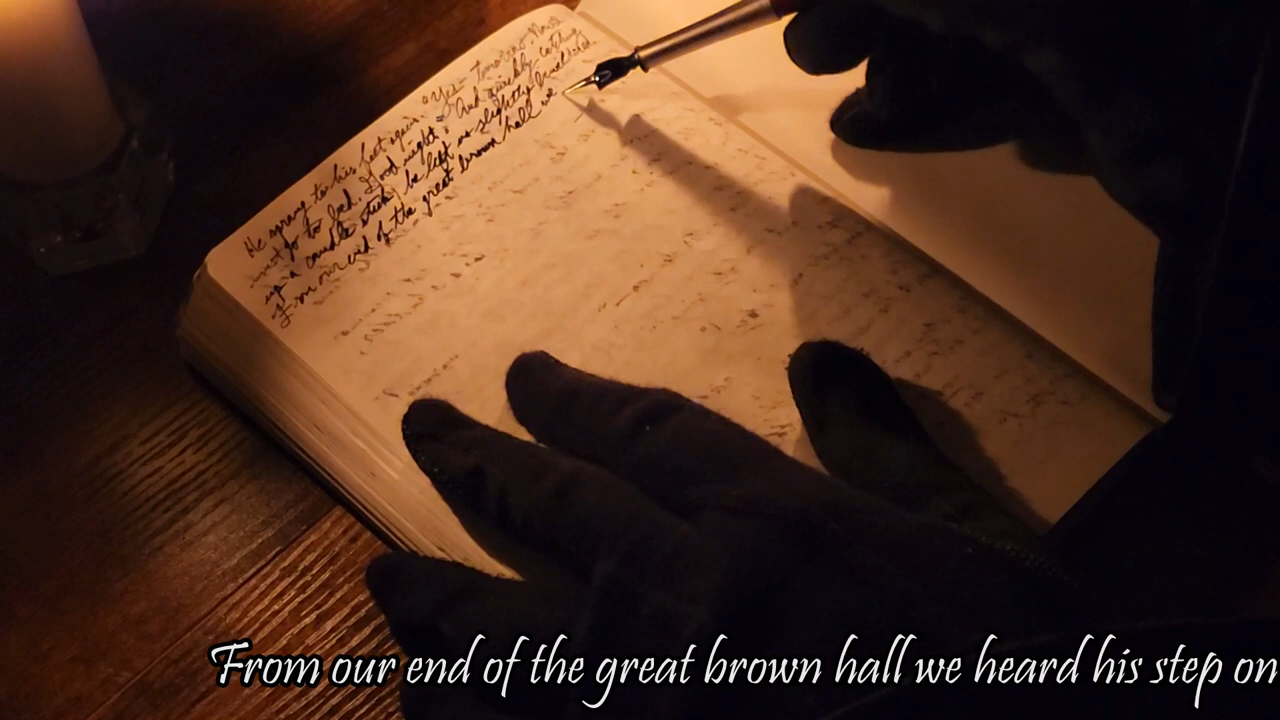 He sprang to his feet again. "Yes- tomorrow. Now I
must go to bed. Good night." And quickly catching
up a candle stick, he left us slightly bewildered.
From our end of the great brown hall we
From our end of the great brown hall we heard his step on